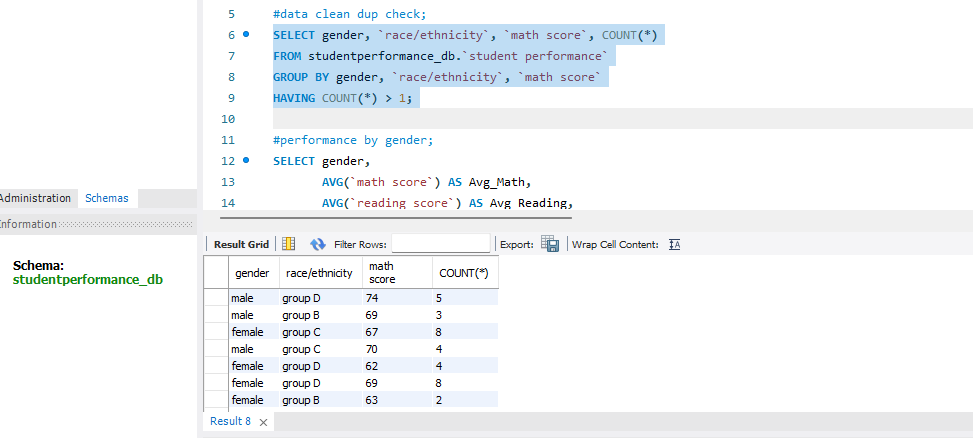 5 #data clean dup check;
6 SELECT gender, `race/ethnicity`, `math score`, COUNT(*)
7 FROM studentperformance_db.`student performance`
8 GROUP BY gender, `race/ethnicity`, `math score`
9 HAVING COUNT(*) > 1;
10
11 #performance by gender;
12 SELECT gender,
13 AVG(`math score`) AS Avg_Math,
14 AVG(`reading score`) AS Avg_Reading,
Administration Schemas
Information
Schema:
studentperformance_db
Result Grid Filter Rows: Export: Wrap Cell Content:
gender race/ethnicity math score COUNT(*)
male group D 74 5
male group B 69 3
female group C 67 8
male group C 70 4
female group D 62 4
female group D 69 8
female group B 63 2
Result 8